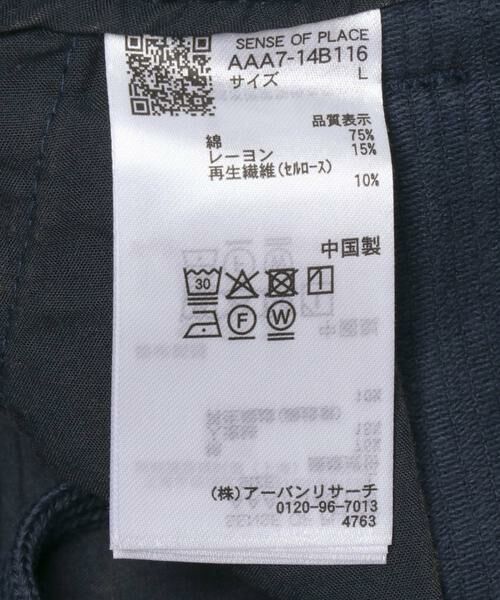 SENSE OF PLACE
AAA7-14B116
サイズ L
品質表示
綿 75%
レーヨン 15%
再生繊維(セルロース)
10%
中国製
30
F W
(株)アーバンリサーチ
0120-96-7013
4763